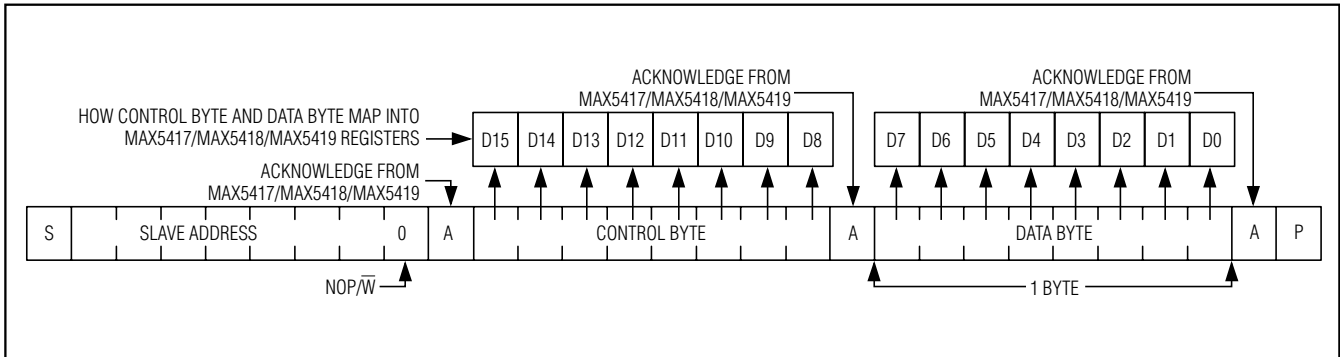 ACKNOWLEDGE FROM
MAX5417/MAX5418/MAX5419
ACKNOWLEDGE FROM
MAX5417/MAX5418/MAX5419
HOW CONTROL BYTE AND DATA BYTE MAP INTO
MAX5417/MAX5418/MAX5419 REGISTERS
D15 D14 D13 D12 D11 D10 D9 D8 D7 D6 D5 D4 D3 D2 D1 D0
ACKNOWLEDGE FROM
MAX5417/MAX5418/MAX5419
S SLAVE ADDRESS 0 A CONTROL BYTE A DATA BYTE A P
NOP/W̅ 1 BYTE